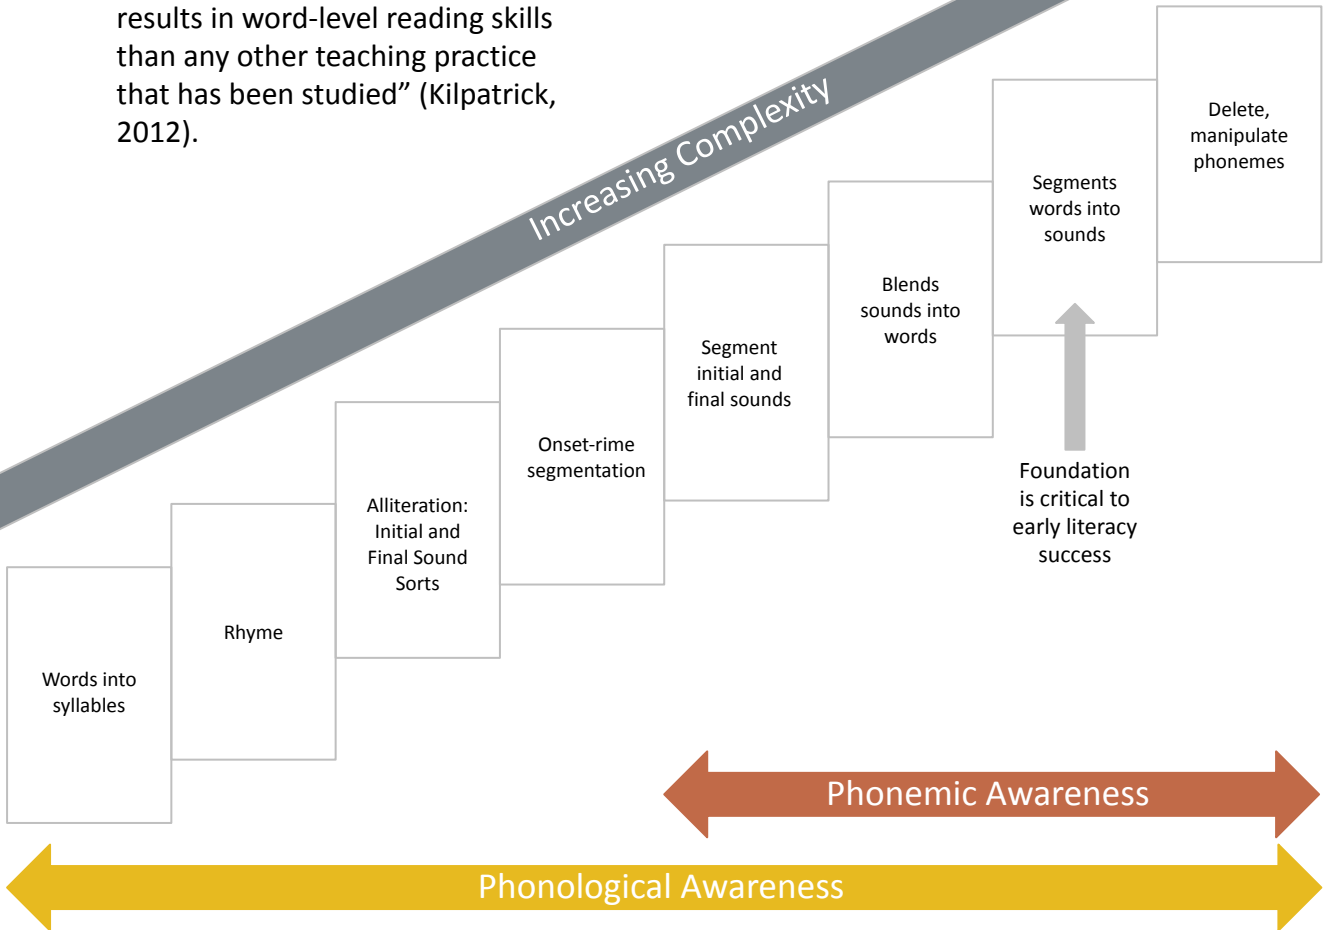 results in word-level reading skills
than any other teaching practice
that has been studied” (Kilpatrick,
2012).
Increasing Complexity
Words into
syllables
Rhyme
Alliteration:
Initial and
Final Sound
Sorts
Onset-rime
segmentation
Segment
initial and
final sounds
Blends
sounds into
words
Segments
words into
sounds
Delete,
manipulate
phonemes
Foundation
is critical to
early literacy
success
Phonemic Awareness
Phonological Awareness